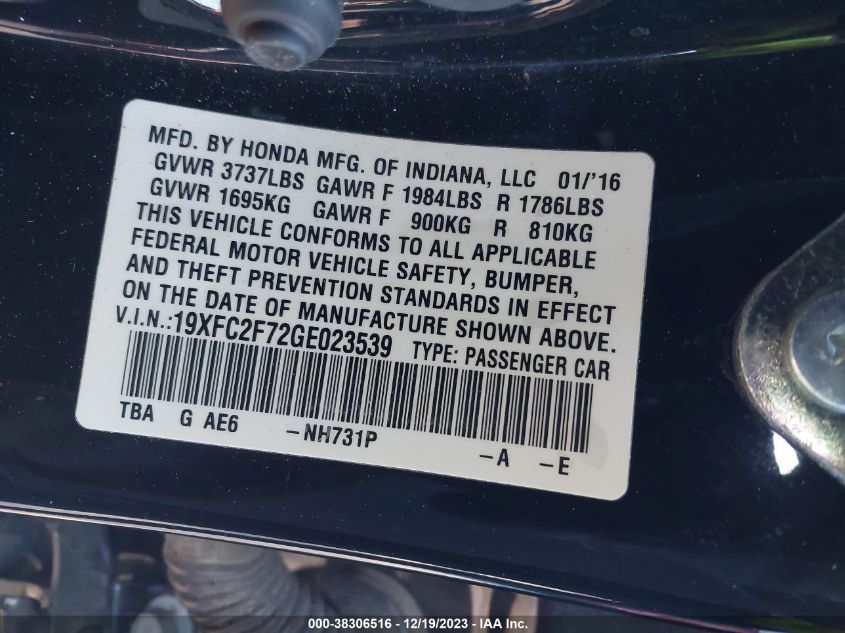 MFD. BY HONDA MFG. OF INDIANA, LLC 01/'16
GVWR 3737LBS GAWR F 1984LBS R 1786LBS
GVWR 1695KG GAWR F 900KG R 810KG
THIS VEHICLE CONFORMS TO ALL APPLICABLE
FEDERAL MOTOR VEHICLE SAFETY, BUMPER,
AND THEFT PREVENTION STANDARDS IN EFFECT
ON THE DATE OF MANUFACTURE SHOWN ABOVE.
V.I.N.:19XFC2F72GE023539 TYPE: PASSENGER CAR
TBA G AE6 -NH731P -A -E
000-38306516 - 12/19/2023 - IAA Inc.